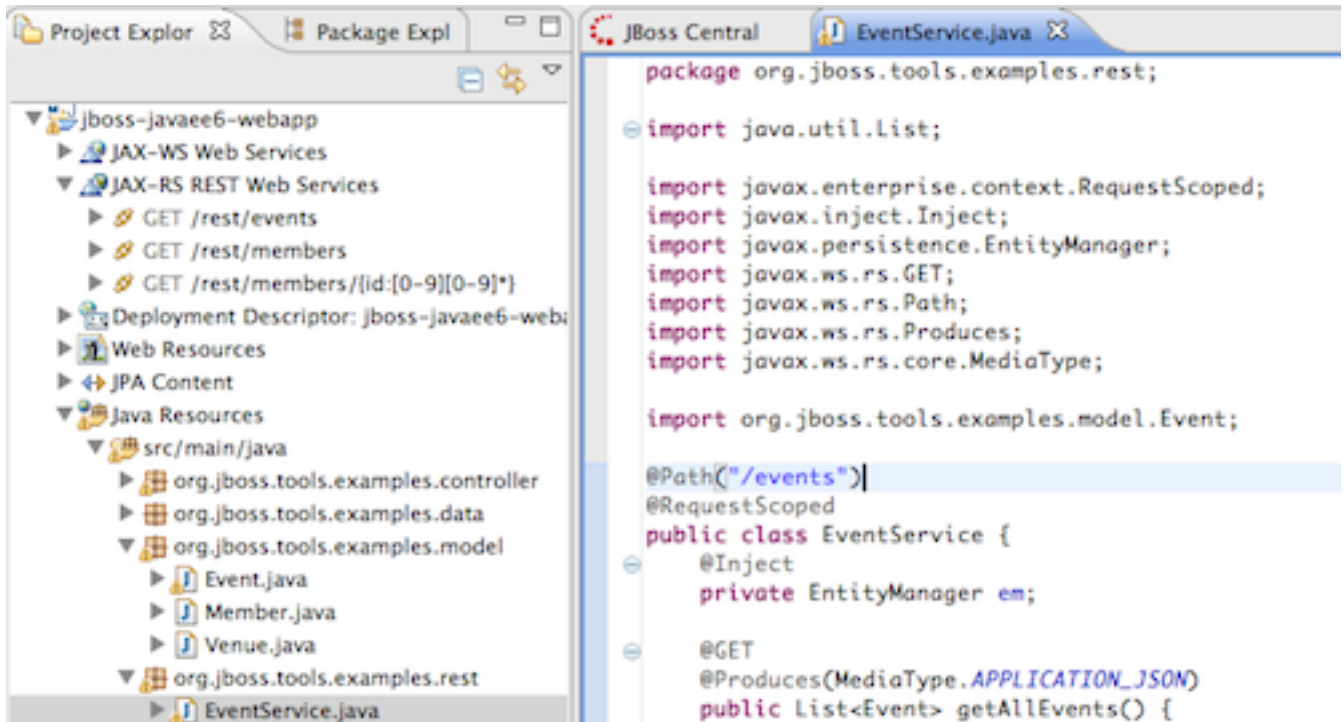 Project Explor
Package Expl
jboss-javaee6-webapp
JAX-WS Web Services
JAX-RS REST Web Services
GET /rest/events
GET /rest/members
GET /rest/members/{id:[0-9][0-9]*}
Deployment Descriptor: jboss-javaee6-weba
Web Resources
JPA Content
Java Resources
src/main/java
org.jboss.tools.examples.controller
org.jboss.tools.examples.data
org.jboss.tools.examples.model
Event.java
Member.java
Venue.java
org.jboss.tools.examples.rest
EventService.java
JBoss Central
EventService.java
package org.jboss.tools.examples.rest;
import java.util.List;
import javax.enterprise.context.RequestScoped;
import javax.inject.Inject;
import javax.persistence.EntityManager;
import javax.ws.rs.GET;
import javax.ws.rs.Path;
import javax.ws.rs.Produces;
import javax.ws.rs.core.MediaType;
import org.jboss.tools.examples.model.Event;
@Path("/events")
@RequestScoped
public class EventService {
@Inject
private EntityManager em;
@GET
@Produces(MediaType.APPLICATION_JSON)
public List<Event> getAllEvents() {